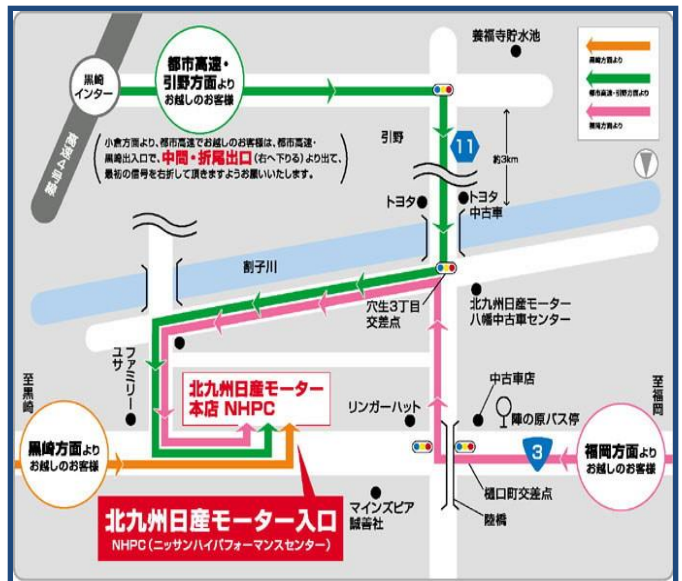 養福寺貯水池
黒崎方面より
都市高速・引野方面より
福岡方面より
黒崎
インター
都市高速・
引野方面より
お越しのお客様
小倉方面より、都市高速でお越しのお客様は、都市高速・
黒崎出入口で、中間・折尾出口(右へ下りる)より出て、
最初の信号を右折して頂きますようお願いいたします。
引野
11
約3km
トヨタ
トヨタ
中古車
割子川
穴生3丁目
交差点
北九州日産モーター
八幡中古車センター
ファミリー
ユサ
至黒崎
北九州日産モーター
本店 NHPC
リンガーハット
中古車店
陣の原バス停
至福岡
黒崎方面より
お越しのお客様
3
福岡方面より
お越しのお客様
樋口町交差点
陸橋
マインズピア
誠善社
北九州日産モーター入口
NHPC(ニッサンハイパフォーマンスセンター)